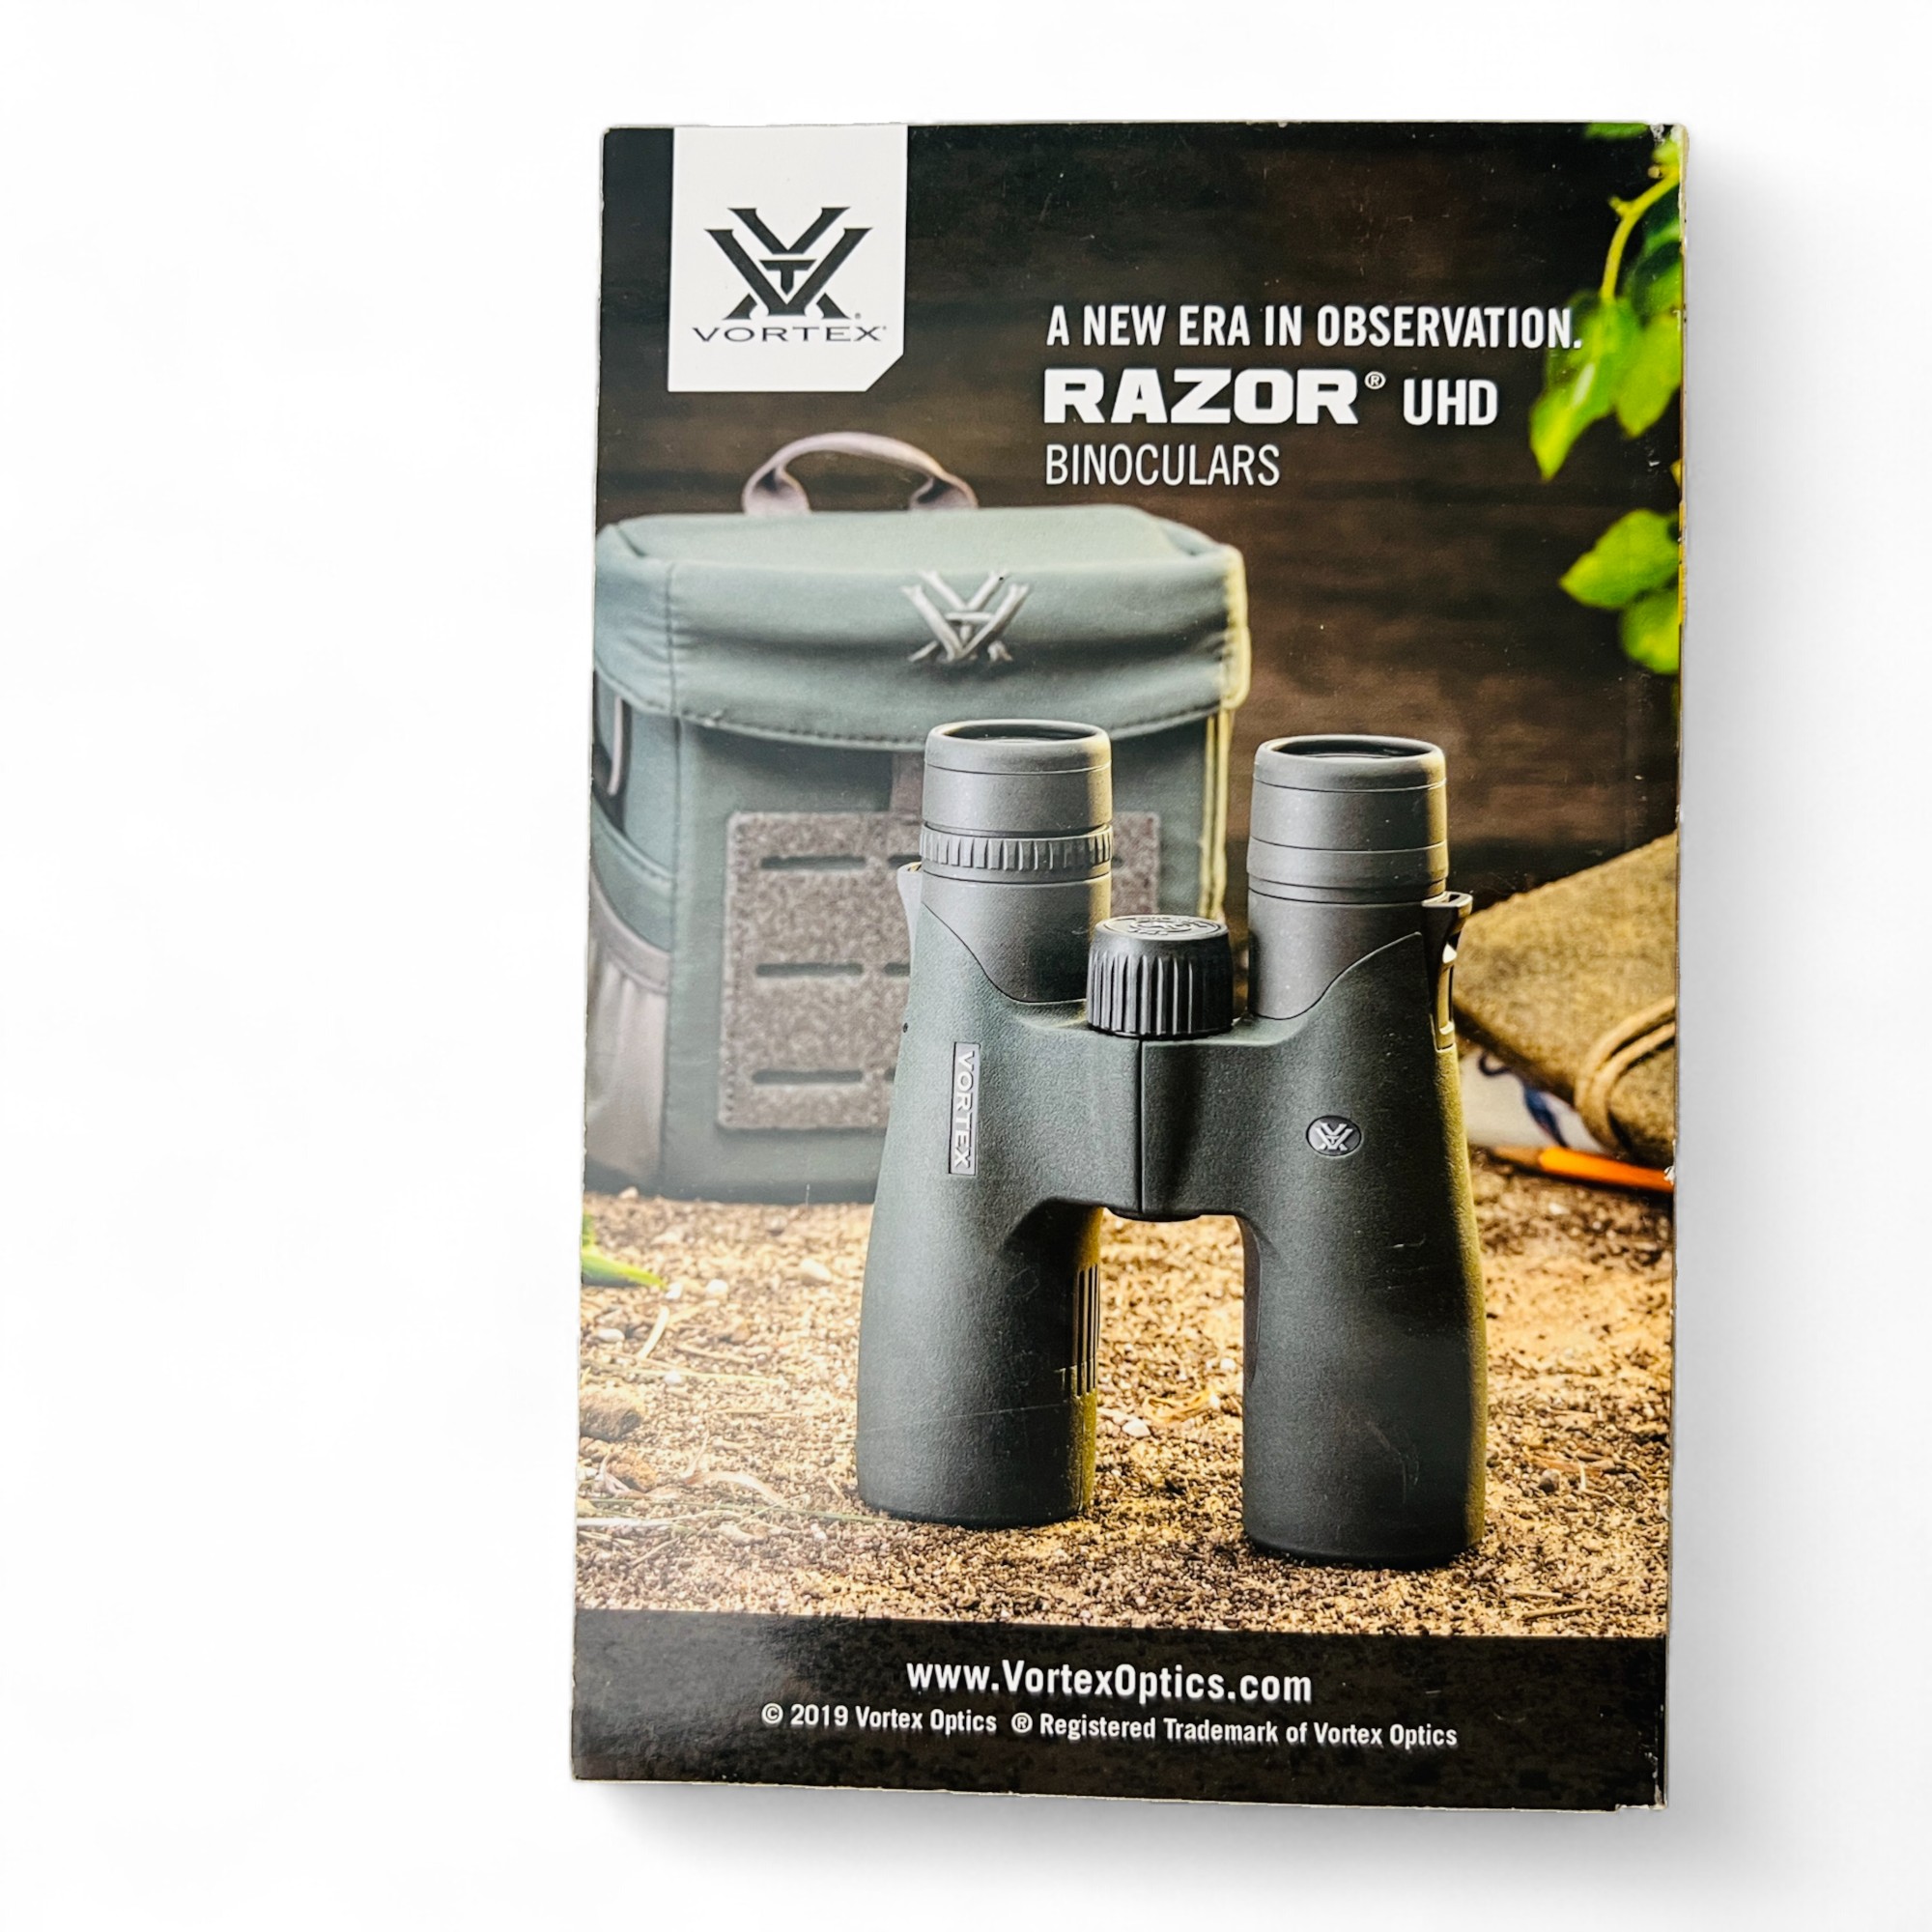 VORTEX®
A NEW ERA IN OBSERVATION.
RAZOR® UHD
BINOCULARS
VORTEX
www.VortexOptics.com
© 2019 Vortex Optics ® Registered Trademark of Vortex Optics